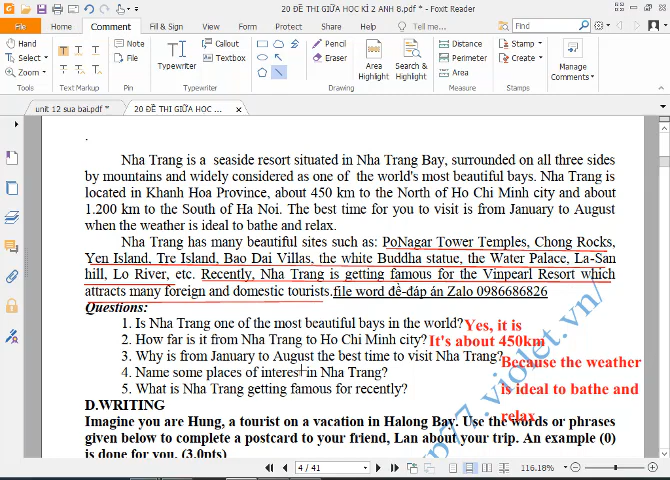 20 ĐỀ THI GIỮA HỌC KÌ 2 ANH 8.pdf * - Foxit Reader
File Home Comment View Form Protect Share Help Tell me... Find
Hand
Select
Zoom
Tools
Text Markup
Note
File
Pin
Typewriter
Callout
Textbox
Typewriter
Pencil
Eraser
Drawing
Area Highlight
Search & Highlight
Distance
Perimeter
Area
Measure
Stamp
Create
Stamps
Manage Comments
unit 12 sua bai.pdf * 20 ĐỀ THI GIỮA HỌC ...
Nha Trang is a seaside resort situated in Nha Trang Bay, surrounded on all three sides
by mountains and widely considered as one of the world's most beautiful bays. Nha Trang is
located in Khanh Hoa Province, about 450 km to the North of Ho Chi Minh city and about
1.200 km to the South of Ha Noi. The best time for you to visit is from January to August
when the weather is ideal to bathe and relax.
Nha Trang has many beautiful sites such as: PoNagar Tower Temples, Chong Rocks,
Yen Island, Tre Island, Bao Dai Villas, the white Buddha statue, the Water Palace, La-San
hill, Lo River, etc. Recently, Nha Trang is getting famous for the Vinpearl Resort which
attracts many foreign and domestic tourists.file word đề-đáp án Zalo 0986686826
Questions:
1. Is Nha Trang one of the most beautiful bays in the world? Yes, it is
2. How far is it from Nha Trang to Ho Chi Minh city? It's about 450km
3. Why is from January to August the best time to visit Nha Trang?
Because the weather
is ideal to bathe and
relax
4. Name some places of interest in Nha Trang?
5. What is Nha Trang getting famous for recently?
D.WRITING
Imagine you are Hung, a tourist on a vacation in Halong Bay. Use the words or phrases
given below to complete a postcard to your friend, Lan about your trip. An example (0)
is done for you. (3.0pts)
violet.vn/
4 / 41
116.18%